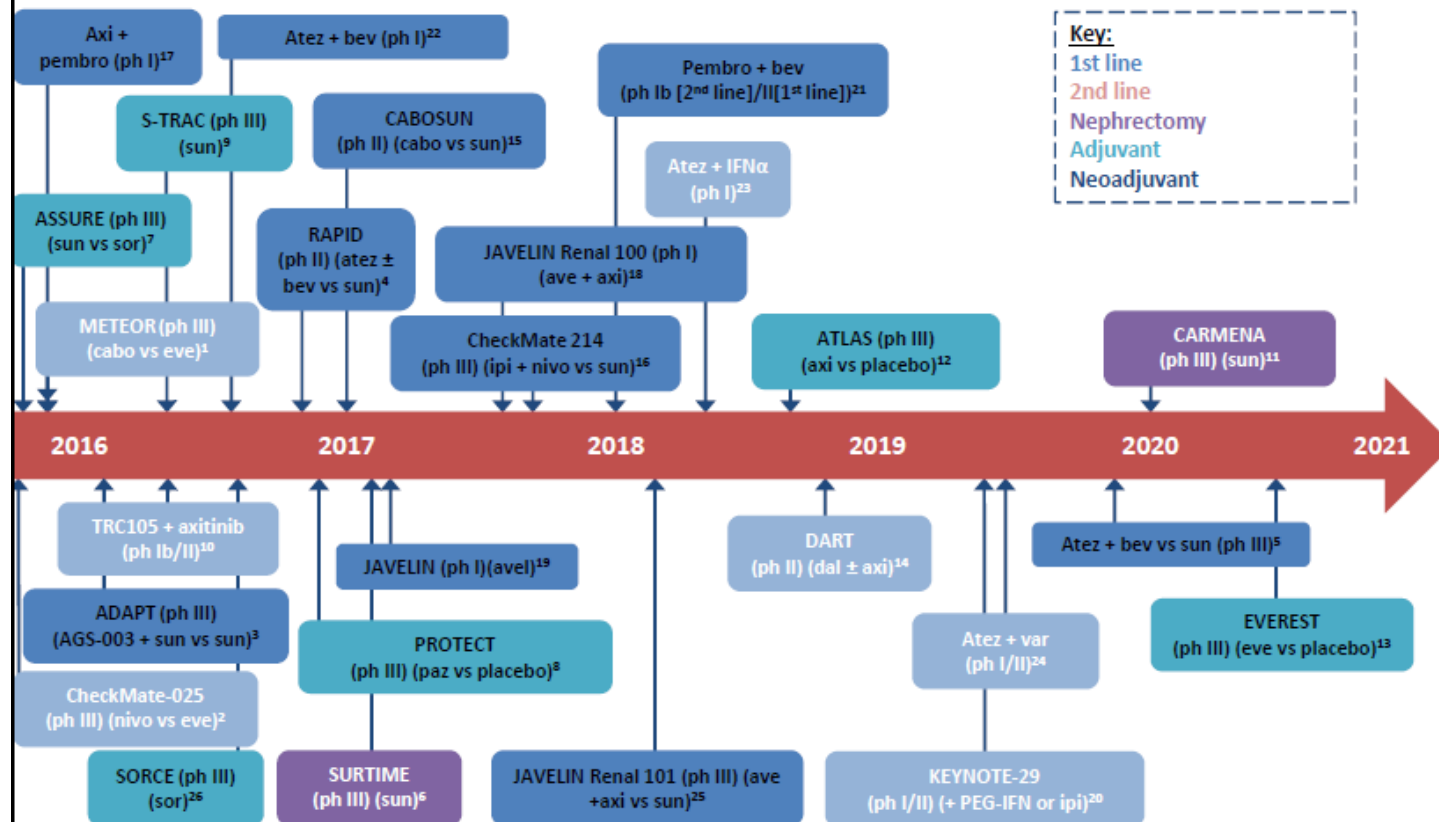 Axi +
pembro (ph I)¹⁷
Atez + bev (ph I)²²
S-TRAC (ph III)
(sun)⁹
CABOSUN
(ph II) (cabo vs sun)¹⁵
Pembro + bev
(ph Ib [2ⁿᵈ line]/II[1ˢᵗ line])²¹
Key:
1st line
2nd line
Nephrectomy
Adjuvant
Neoadjuvant
Atez + IFNα
(ph I)²³
ASSURE (ph III)
(sun vs sor)⁷
RAPID
(ph II) (atez ±
bev vs sun)⁴
JAVELIN Renal 100 (ph I)
(ave + axi)¹⁸
METEOR (ph III)
(cabo vs eve)¹
CheckMate 214
(ph III) (ipi + nivo vs sun)¹⁶
ATLAS (ph III)
(axi vs placebo)¹²
CARMENA
(ph III) (sun)¹¹
2016
2017
2018
2019
2020
2021
TRC105 + axitinib
(ph Ib/II)¹⁰
JAVELIN (ph I)(avel)¹⁹
DART
(ph II) (dal ± axi)¹⁴
Atez + bev vs sun (ph III)⁵
ADAPT (ph III)
(AGS-003 + sun vs sun)³
PROTECT
(ph III) (paz vs placebo)⁸
Atez + var
(ph I/II)²⁴
EVEREST
(ph III) (eve vs placebo)¹³
CheckMate-025
(ph III) (nivo vs eve)²
SORCE (ph III)
(sor)²⁶
SURTIME
(ph III) (sun)⁶
JAVELIN Renal 101 (ph III) (ave
+axi vs sun)²⁵
KEYNOTE-29
(ph I/II) (+ PEG-IFN or ipi)²⁰